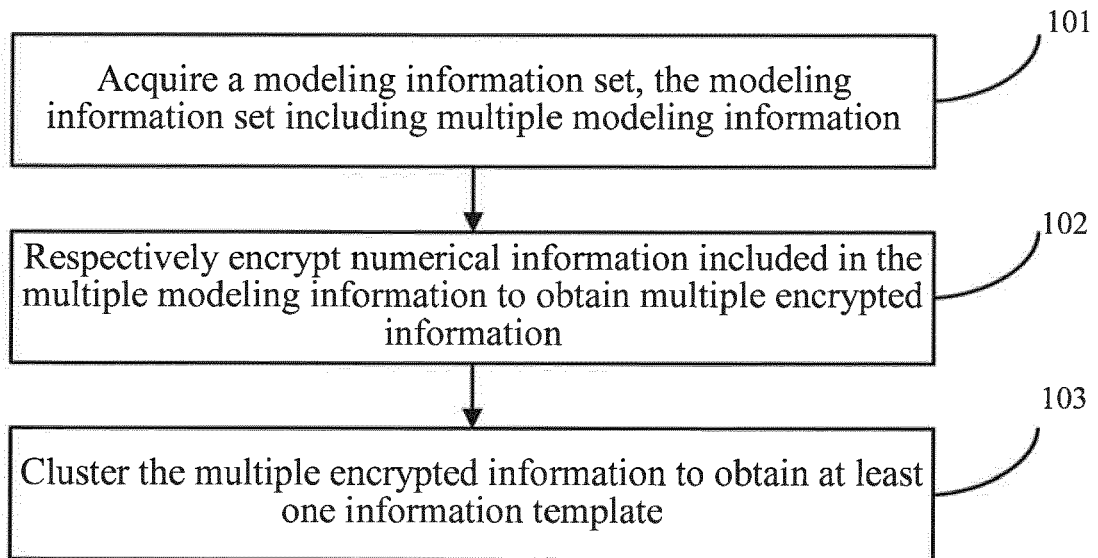 101
Acquire a modeling information set, the modeling
information set including multiple modeling information
102
Respectively encrypt numerical information included in the
multiple modeling information to obtain multiple encrypted
information
103
Cluster the multiple encrypted information to obtain at least
one information template